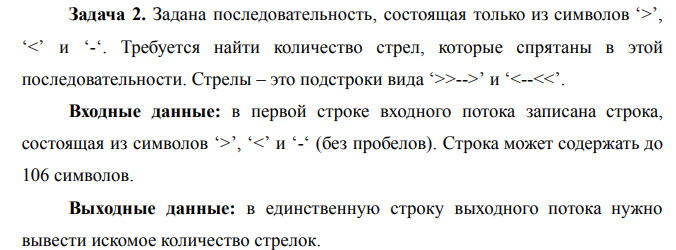 Задача 2. Задана последовательность, состоящая только из символов ‘>’,
‘<’ и ‘-‘. Требуется найти количество стрел, которые спрятаны в этой
последовательности. Стрелы – это подстроки вида ‘>>-->’ и ‘<--<<’.
Входные данные: в первой строке входного потока записана строка,
состоящая из символов ‘>’, ‘<’ и ‘-‘ (без пробелов). Строка может содержать до
106 символов.
Выходные данные: в единственную строку выходного потока нужно
вывести искомое количество стрелок.